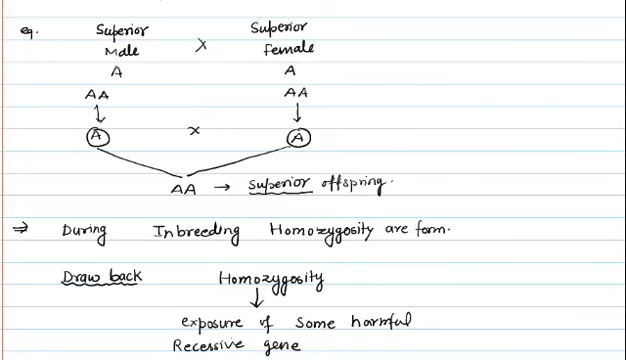 eg. Superior Superior
Male X female
A A
AA AA
↓ ↓
A x A
AA → Superior offspring.
⇒ During Inbreeding Homozygosity are form.
Draw back Homozygosity
↓
exposure of some harmful
Recessive gene